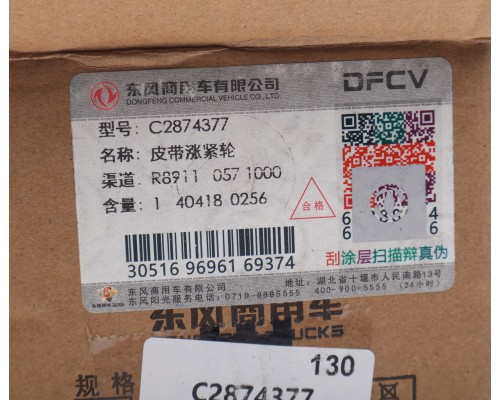 东风商用车有限公司 DFCV
DONGFENG COMMERCIAL VEHICLE CO., LTD.
型号: C2874377
名称: 皮带涨紧轮
渠道. R8911 0571000
含量: 1 40418 0256
合格
30516 96961 69374
刮涂层扫描辩真伪
东风商用车有限公司 地址: 湖北省十堰市人民南路13号
东风阳光服务电话: 0719-8885555 400-900-5555 (24小时)
东风商用车
TRUCKS
130
规格
C2874377